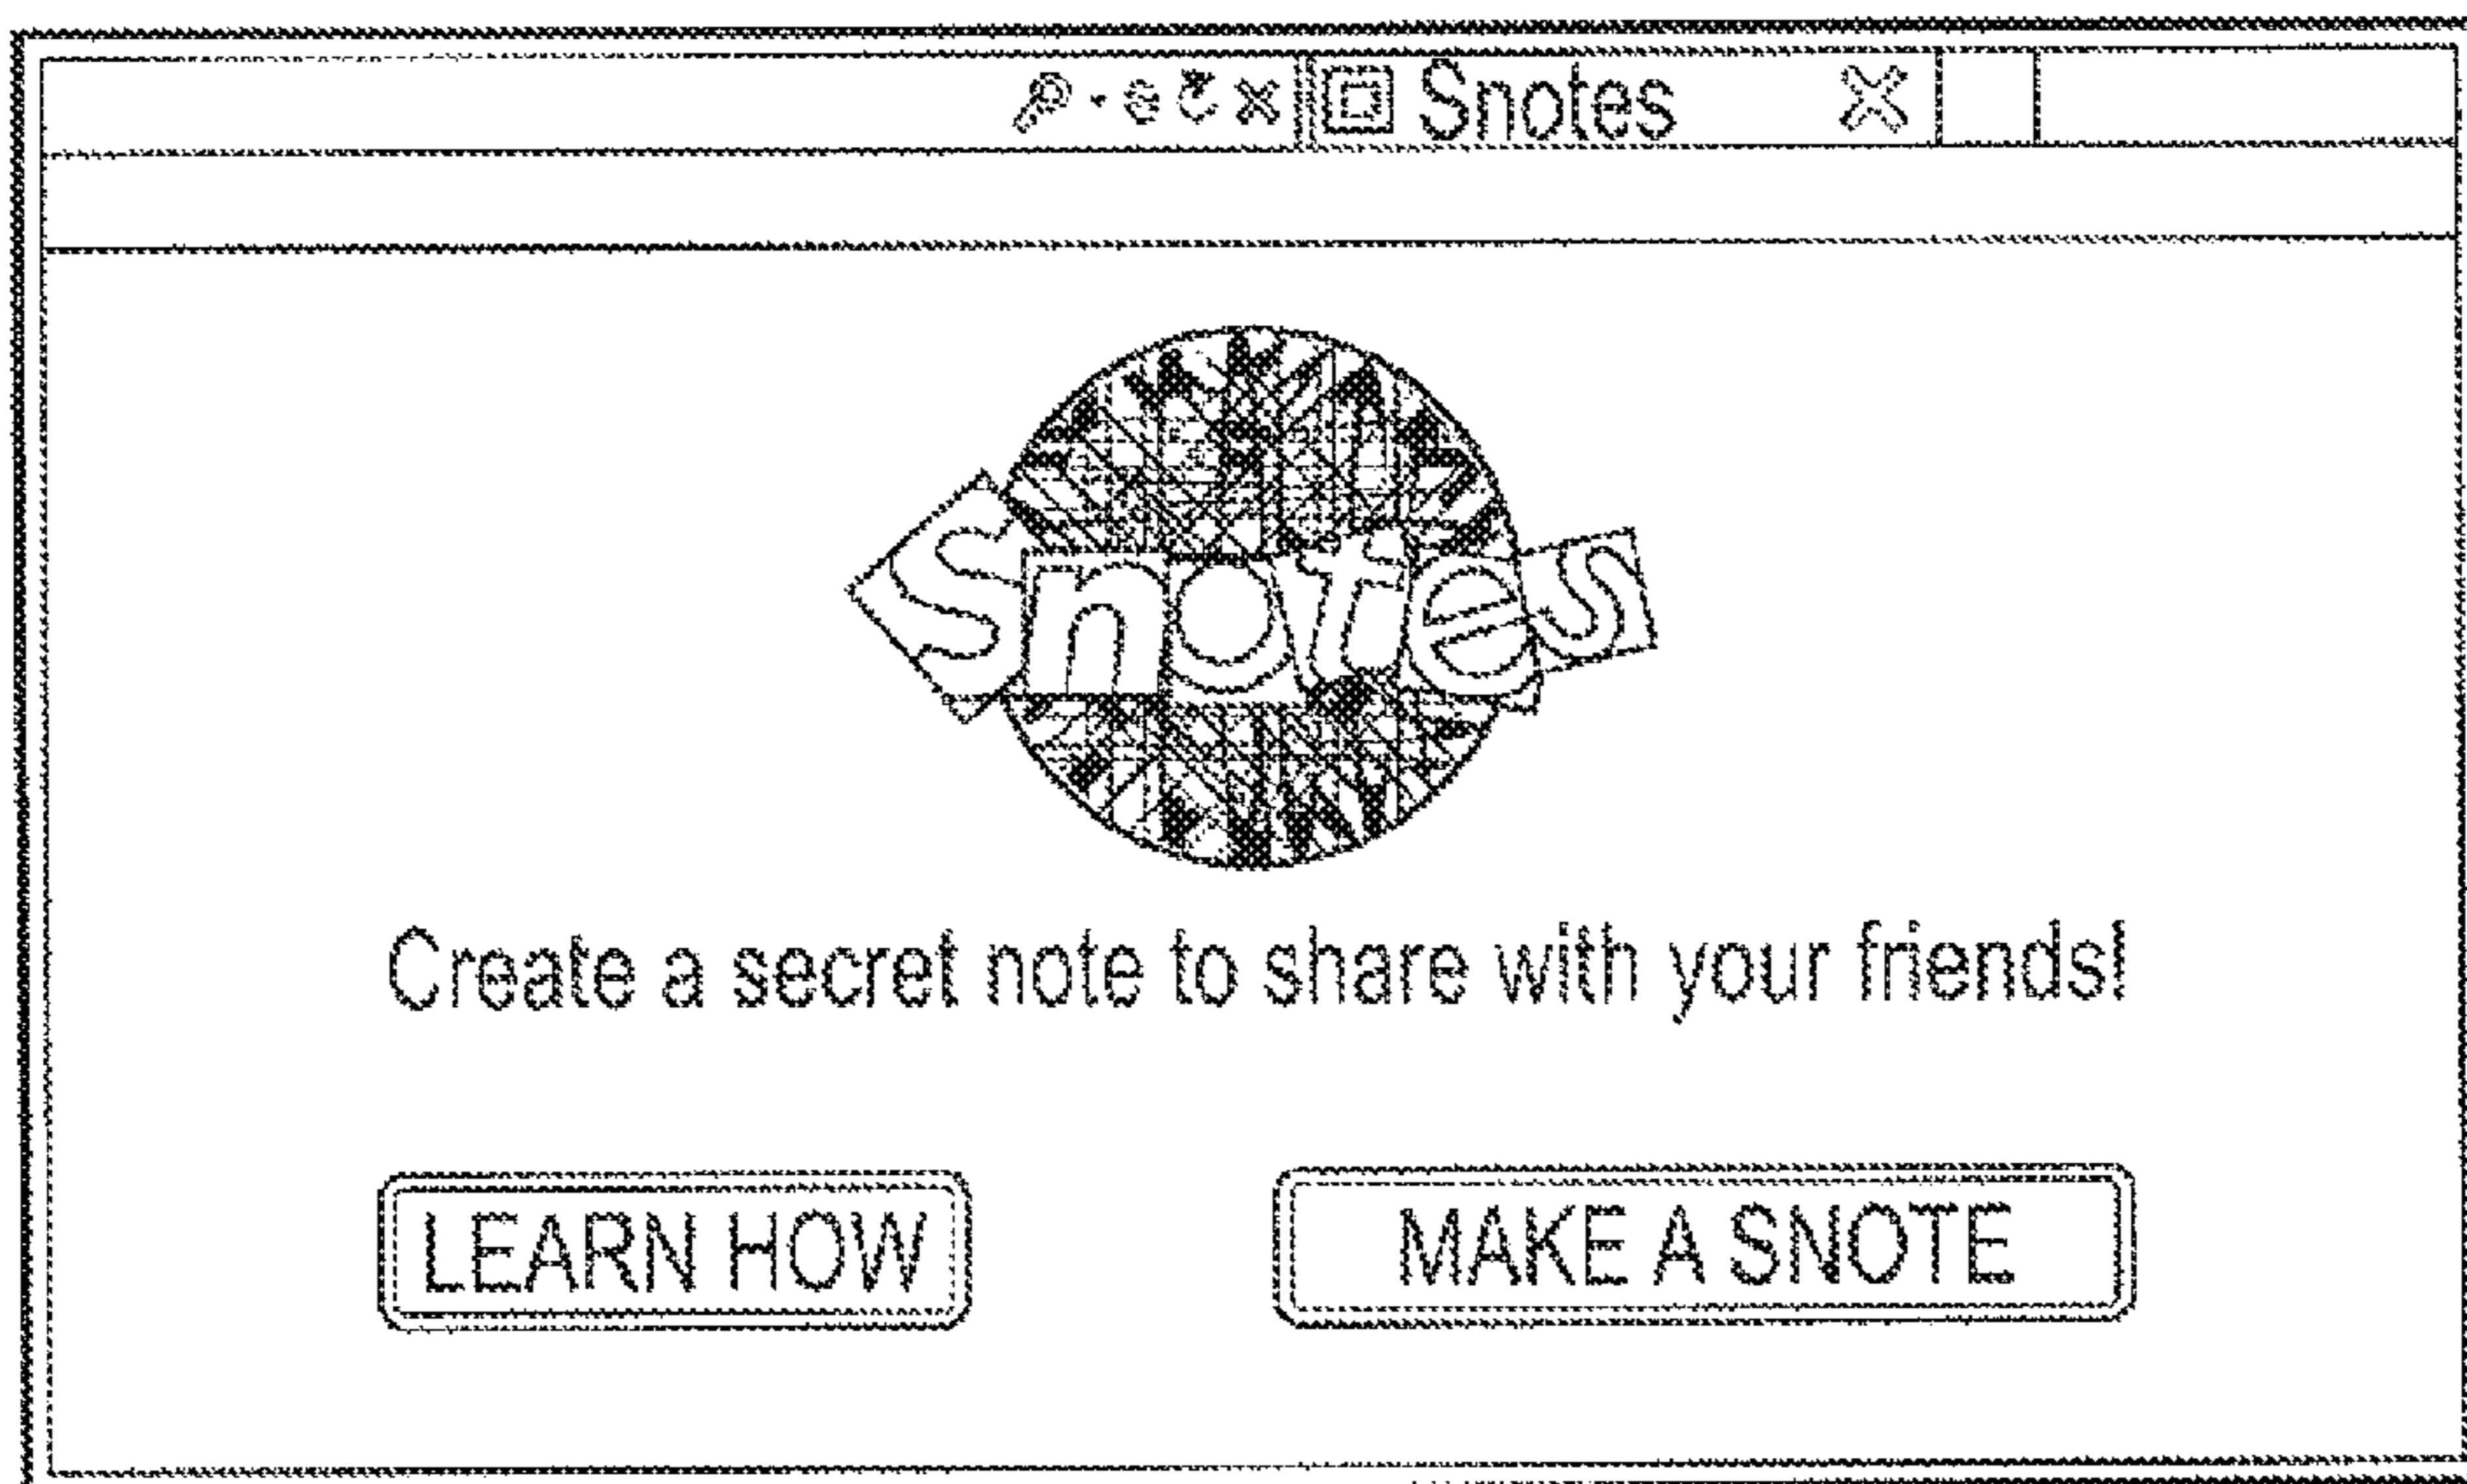 Snotes
Snotes
Create a secret note to share with your friends!
LEARN HOW
MAKE A SNOTE